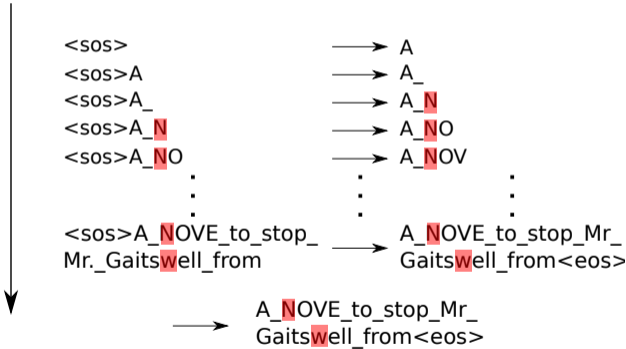 <sos> A
<sos>A A_
<sos>A_ A_N
<sos>A_N A_NO
<sos>A_NO A_NOV
<sos>A_NOVE_to_stop_ A_NOVE_to_stop_Mr_
Mr._Gaitswell_from Gaitswell_from<eos>
A_NOVE_to_stop_Mr_
Gaitswell_from<eos>